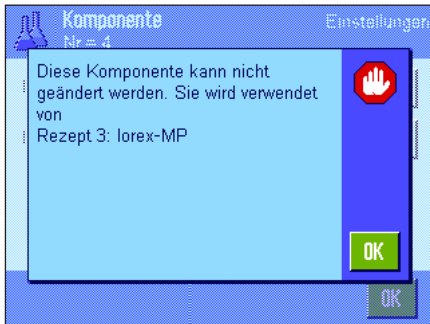 Komponente
Einstellungen
Nr = 4
Diese Komponente kann nicht
geändert werden. Sie wird verwendet
von
Rezept 3: lorex-MP
OK
OK